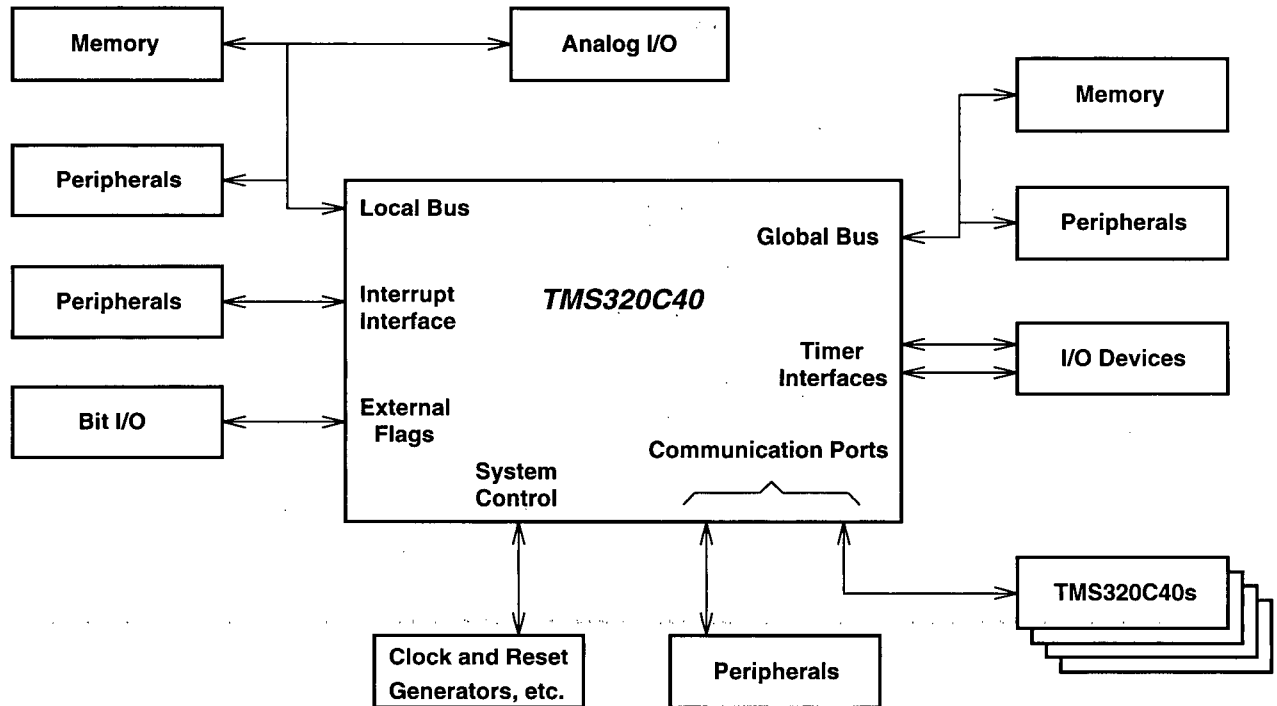 Memory
Analog I/O
Memory
Peripherals
Local Bus
Global Bus
Peripherals
Peripherals
Interrupt
Interface
TMS320C40
Timer
Interfaces
I/O Devices
Bit I/O
External
Flags
Communication Ports
System
Control
TMS320C40s
Clock and Reset
Generators, etc.
Peripherals